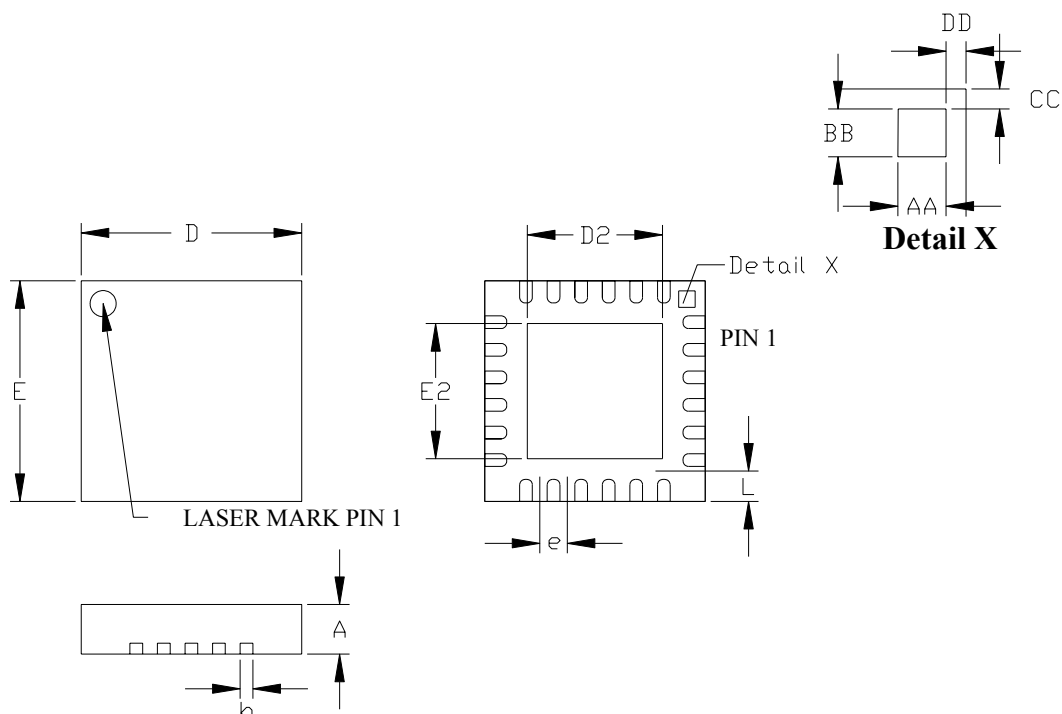 DD
CC
BB
AA
Detail X
D
D2
Detail X
PIN 1
E
E2
L
LASER MARK PIN 1
e
A